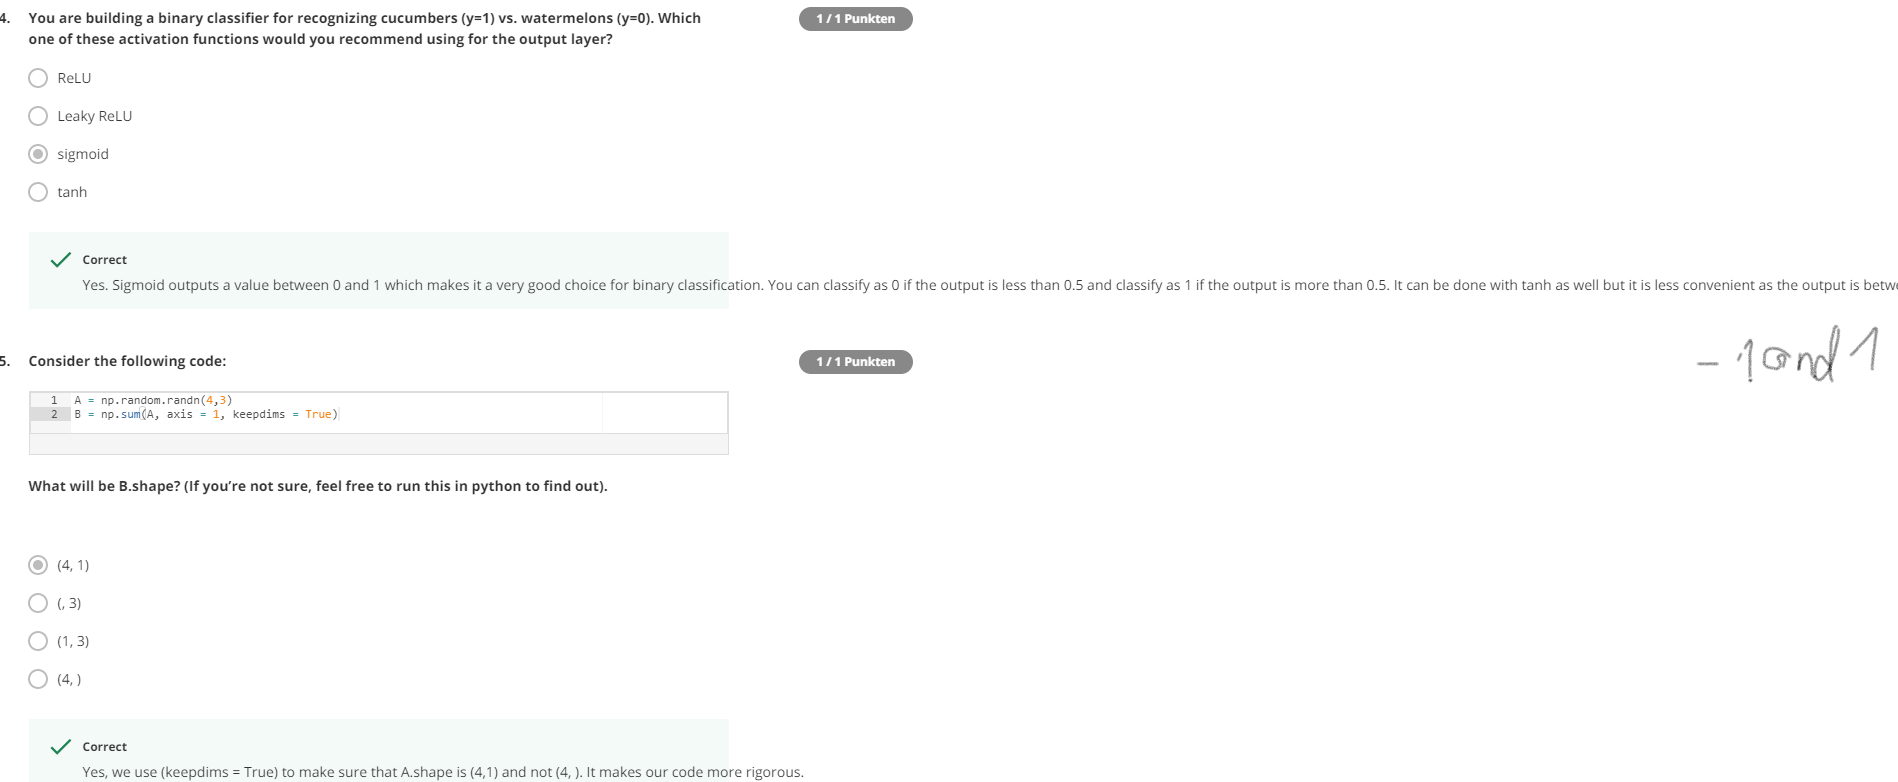 4. You are building a binary classifier for recognizing cucumbers (y=1) vs. watermelons (y=0). Which
1 / 1 Punkten
one of these activation functions would you recommend using for the output layer?
ReLU
Leaky ReLU
sigmoid
tanh
Correct
Yes. Sigmoid outputs a value between 0 and 1 which makes it a very good choice for binary classification. You can classify as 0 if the output is less than 0.5 and classify as 1 if the output is more than 0.5. It can be done with tanh as well but it is less convenient as the output is betwe
- 1 and 1
5. Consider the following code:
1 / 1 Punkten
1 A = np.random.randn(4,3)
2 B = np.sum(A, axis = 1, keepdims = True)
What will be B.shape? (If you're not sure, feel free to run this in python to find out).
(4, 1)
(, 3)
(1, 3)
(4, )
Correct
Yes, we use (keepdims = True) to make sure that A.shape is (4,1) and not (4, ). It makes our code more rigorous.